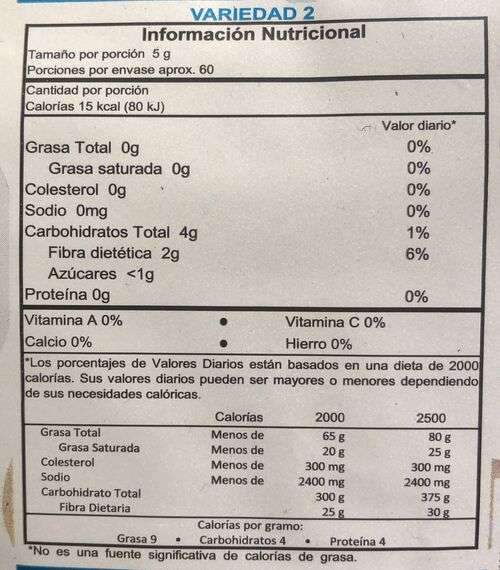 VARIEDAD 2
Información Nutricional
Tamaño por porción 5 g
Porciones por envase aprox. 60
Cantidad por porción
Calorías 15 kcal (80 kJ)
Valor diario*
Grasa Total 0g 0%
Grasa saturada 0g 0%
Colesterol 0g 0%
Sodio 0mg 0%
Carbohidratos Total 4g 1%
Fibra dietética 2g 6%
Azúcares <1g
Proteína 0g 0%
Vitamina A 0% • Vitamina C 0%
Calcio 0% • Hierro 0%
*Los porcentajes de Valores Diarios están basados en una dieta de 2000
calorías. Sus valores diarios pueden ser mayores o menores dependiendo
de sus necesidades calóricas.
Calorías 2000 2500
Grasa Total Menos de 65 g 80 g
Grasa Saturada Menos de 20 g 25 g
Colesterol Menos de 300 mg 300 mg
Sodio Menos de 2400 mg 2400 mg
Carbohidrato Total 300 g 375 g
Fibra Dietaria 25 g 30 g
Calorías por gramo:
Grasa 9 • Carbohidratos 4 • Proteína 4
*No es una fuente significativa de calorías de grasa.